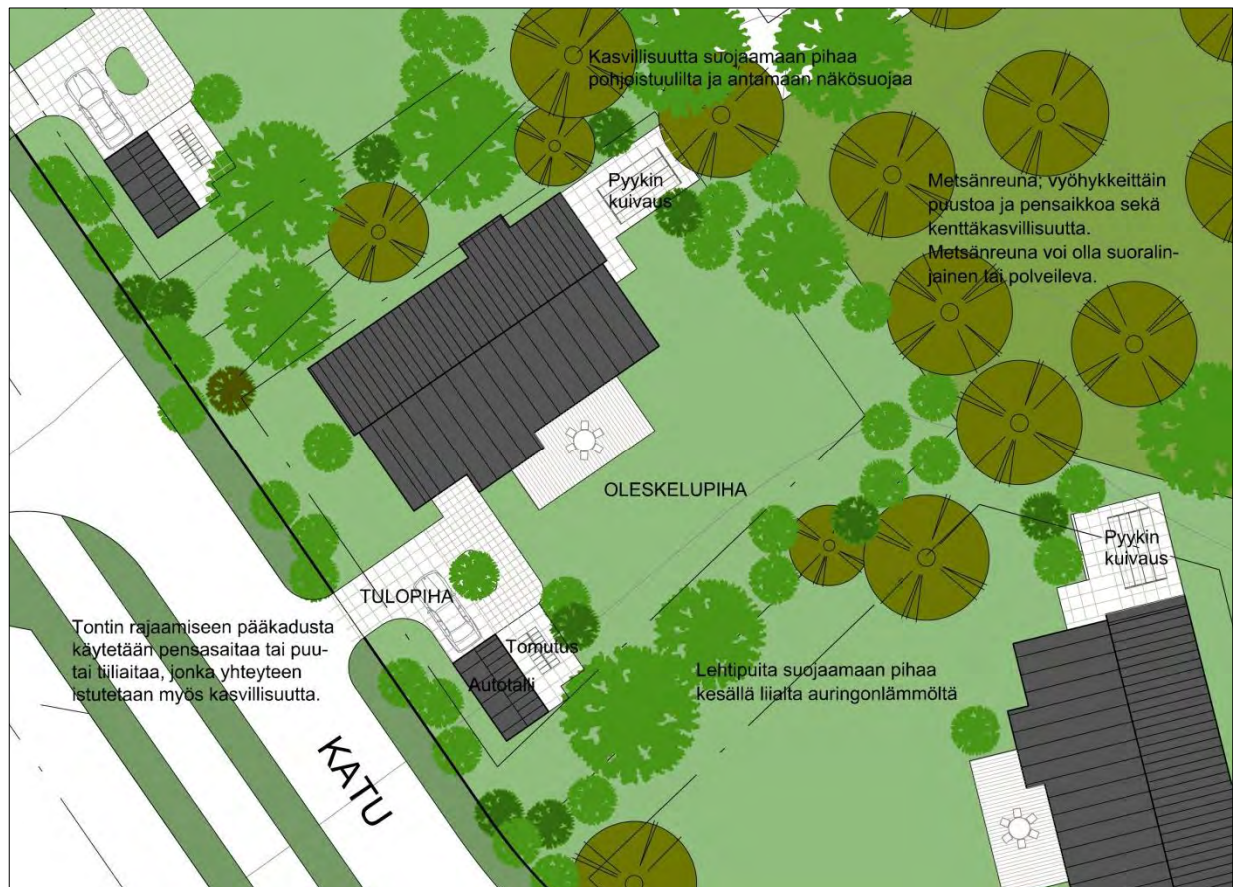 Kasvillisuutta suojaamaan pihaa
pohjoistuulilta ja antamaan näkösuojaa
Pyykin
kuivaus
Metsänreuna; vyöhykkeittäin
puustoa ja pensaikkoa sekä
kenttäkasvillisuutta.
Metsänreuna voi olla suoralin-
jainen tai polveileva.
OLESKELUPIHA
Pyykin
kuivaus
TULOPIHA
Tontin rajaamiseen pääkadusta
käytetään pensasaitaa tai puu-
tai tiiliaitaa, jonka yhteyteen
istutetaan myös kasvillisuutta.
Tomutus
Autotalli
Lehtipuita suojaamaan pihaa
kesällä liialta auringonlämmöltä
KATU